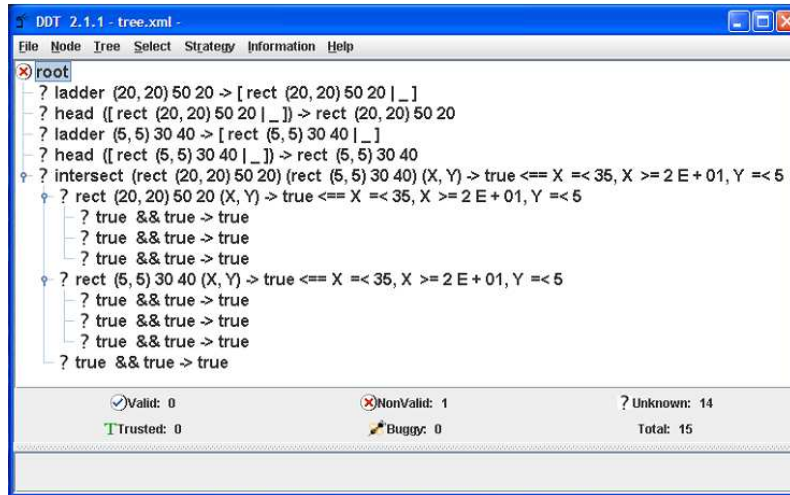 DDT 2.1.1 - tree.xml -
File Node Tree Select Strategy Information Help
root
? ladder (20, 20) 50 20 -> [ rect (20, 20) 50 20 | _ ]
? head ([ rect (20, 20) 50 20 | _ ]) -> rect (20, 20) 50 20
? ladder (5, 5) 30 40 -> [ rect (5, 5) 30 40 | _ ]
? head ([ rect (5, 5) 30 40 | _ ]) -> rect (5, 5) 30 40
? intersect (rect (20, 20) 50 20) (rect (5, 5) 30 40) (X, Y) -> true <== X =< 35, X >= 2 E + 01, Y =< 5
? rect (20, 20) 50 20 (X, Y) -> true <== X =< 35, X >= 2 E + 01, Y =< 5
? true && true -> true
? true && true -> true
? true && true -> true
? rect (5, 5) 30 40 (X, Y) -> true <== X =< 35, X >= 2 E + 01, Y =< 5
? true && true -> true
? true && true -> true
? true && true -> true
? true && true -> true
Valid: 0 NonValid: 1 ? Unknown: 14
T Trusted: 0 Buggy: 0 Total: 15